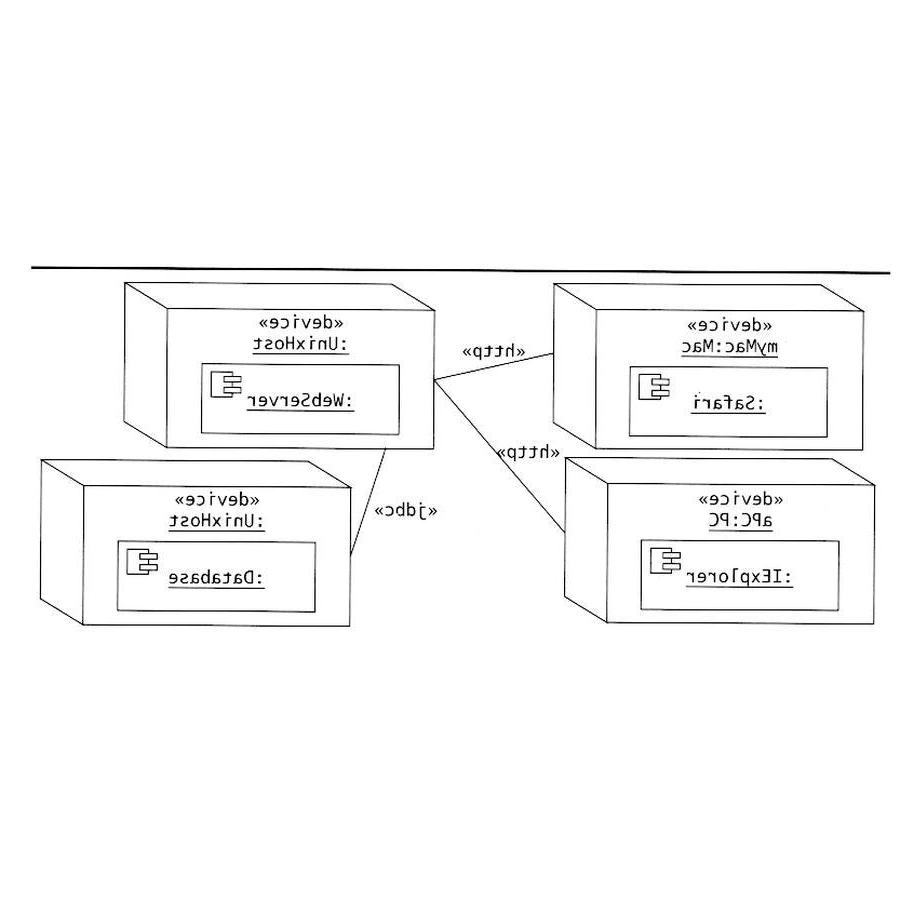 «device»
myMac:Mac
:Safari
«http»
«device»
:UnixHost
:WebServer
«http»
«device»
aPC:PC
:IExplorer
«jdbc»
«device»
:UnixHost
:Database